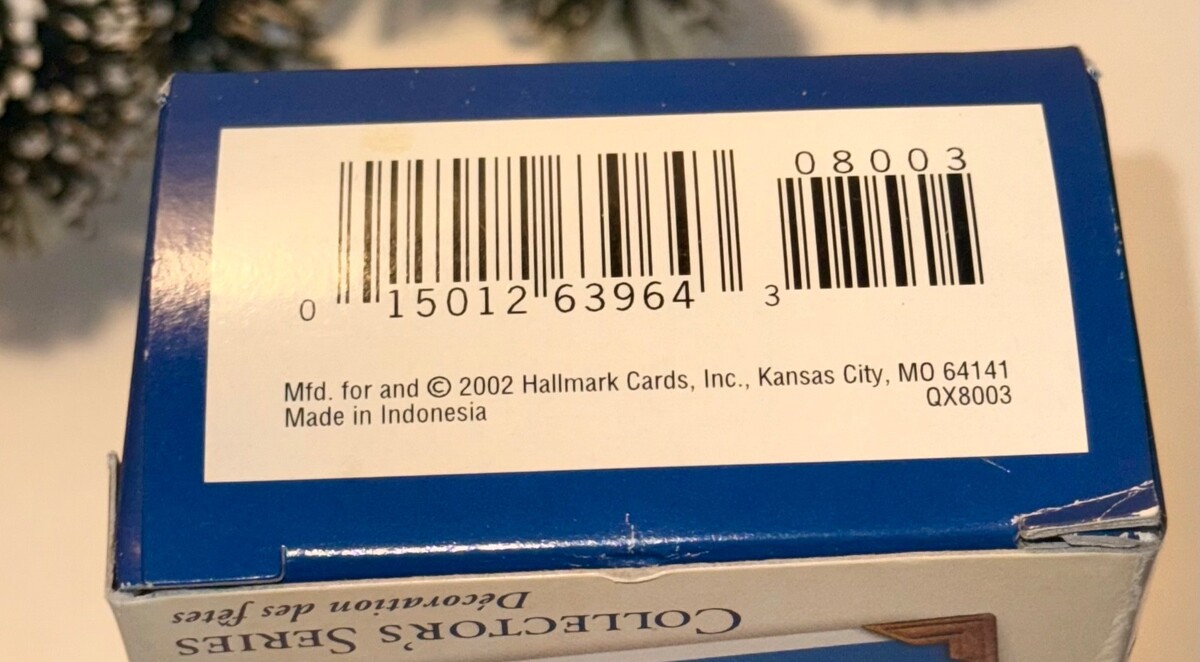 08003
0 15012 63964 3
Mfd. for and © 2002 Hallmark Cards, Inc., Kansas City, MO 64141
QX8003
Made in Indonesia
COLLECTOR'S SERIES
Décoration des fêtes